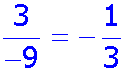 3/-9 = -1/3